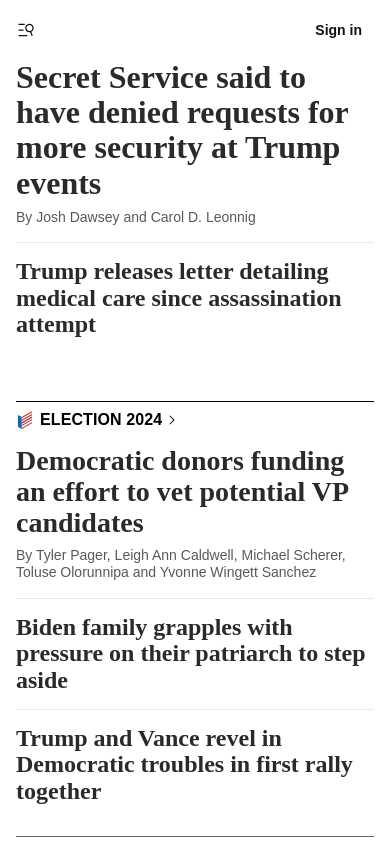 Sign in
Secret Service said to
have denied requests for
more security at Trump
events
By Josh Dawsey and Carol D. Leonnig
Trump releases letter detailing
medical care since assassination
attempt
ELECTION 2024
Democratic donors funding
an effort to vet potential VP
candidates
By Tyler Pager, Leigh Ann Caldwell, Michael Scherer,
Toluse Olorunnipa and Yvonne Wingett Sanchez
Biden family grapples with
pressure on their patriarch to step
aside
Trump and Vance revel in
Democratic troubles in first rally
together